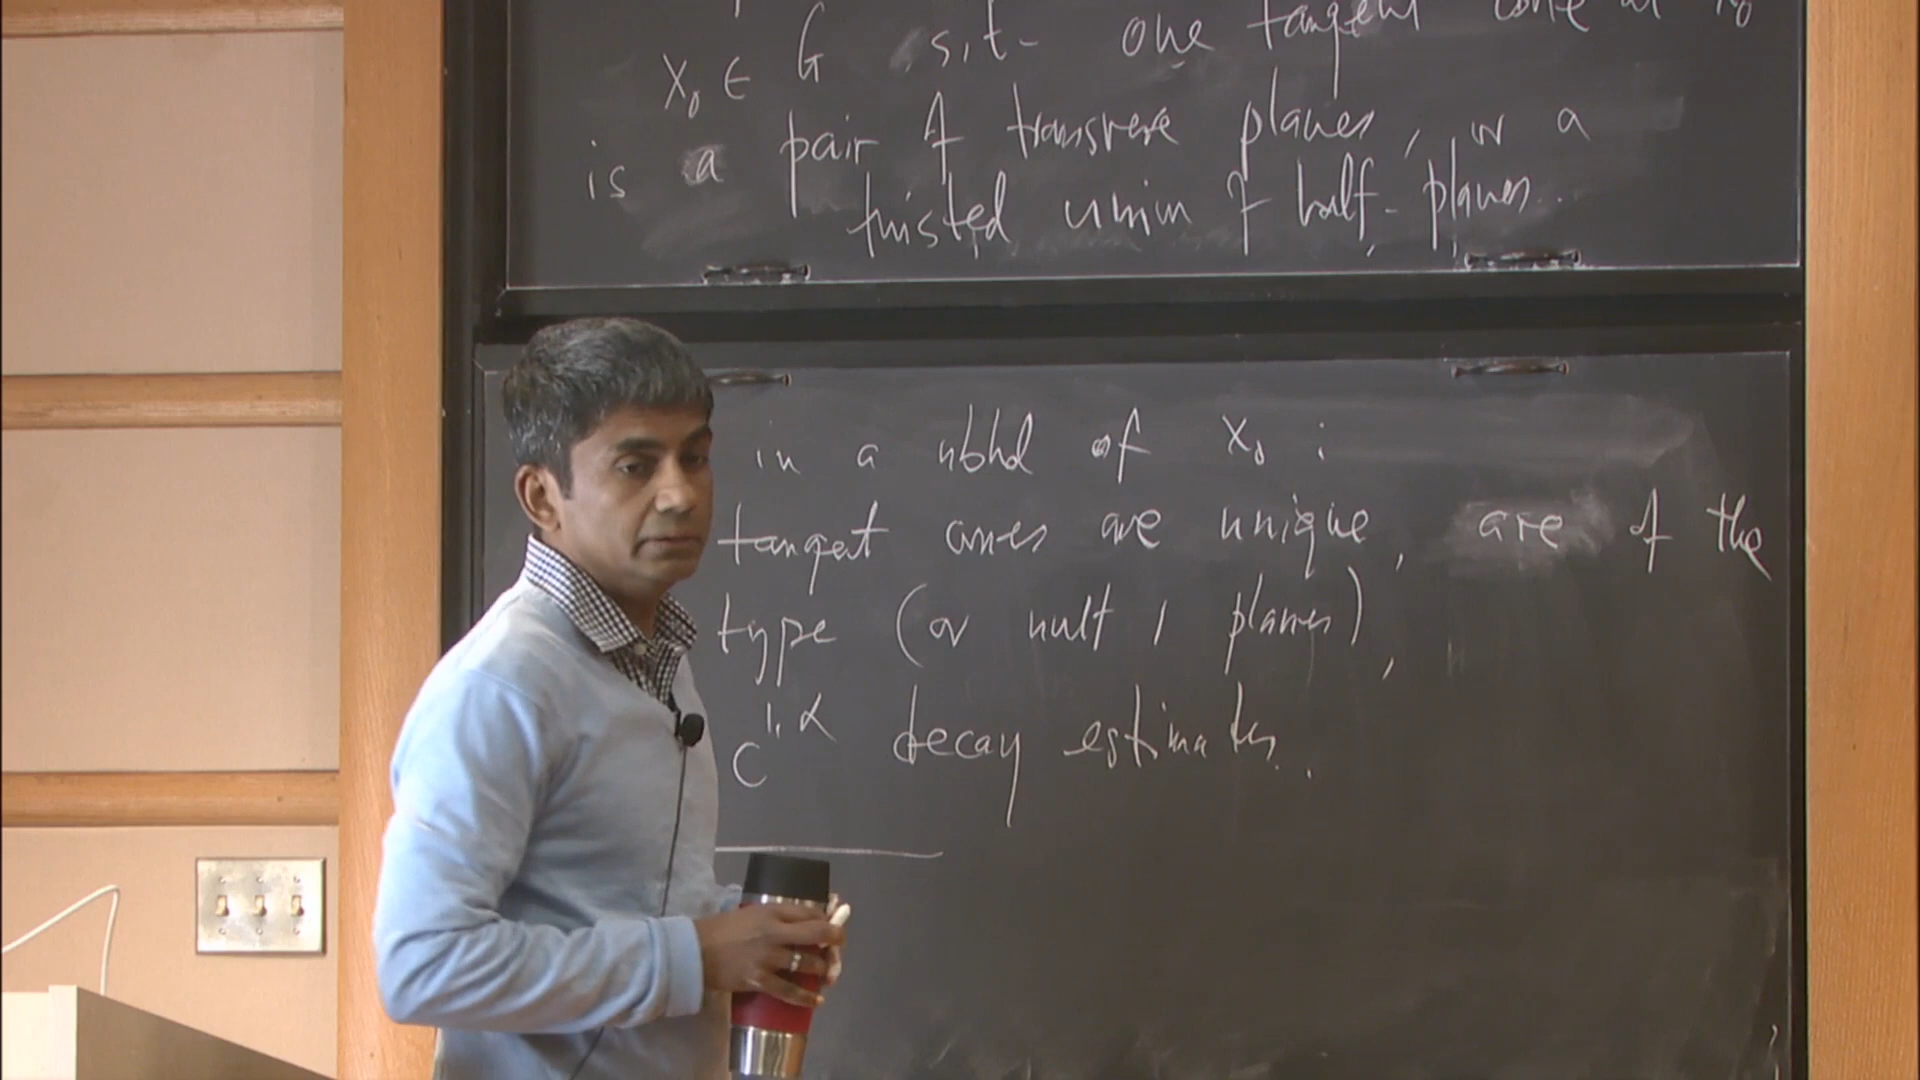 x₀ ∈ G s.t. one tangent cone at x₀
is a pair of transverse planes, or a
twisted union of half-planes.
in a nbhd of x₀ :
tangent cones are unique, are of the
type (or mult 1 planes),
C^{1,α} decay estimates.